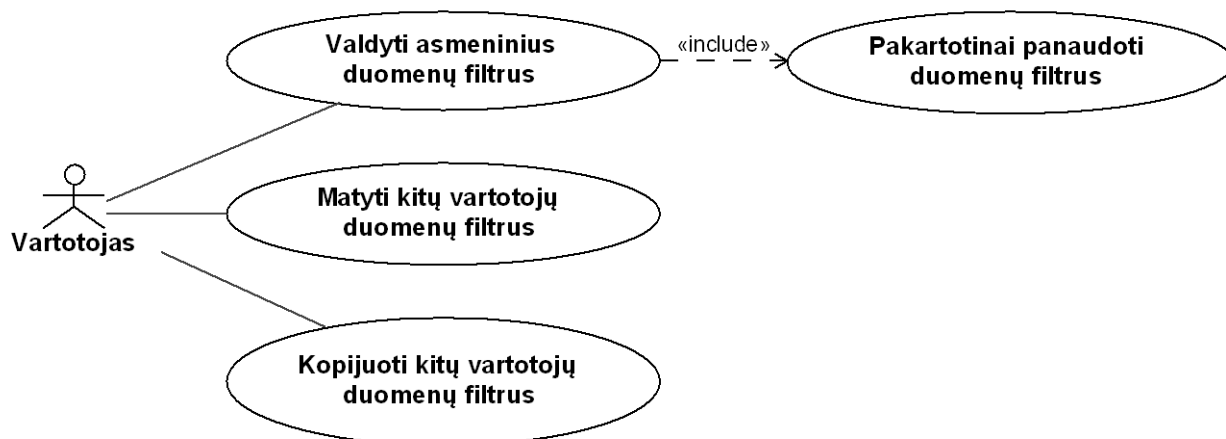 Valdyti asmeninius
duomenų filtrus
«include»
Pakartotinai panaudoti
duomenų filtrus
Matyti kitų vartotojų
duomenų filtrus
Vartotojas
Kopijuoti kitų vartotojų
duomenų filtrus